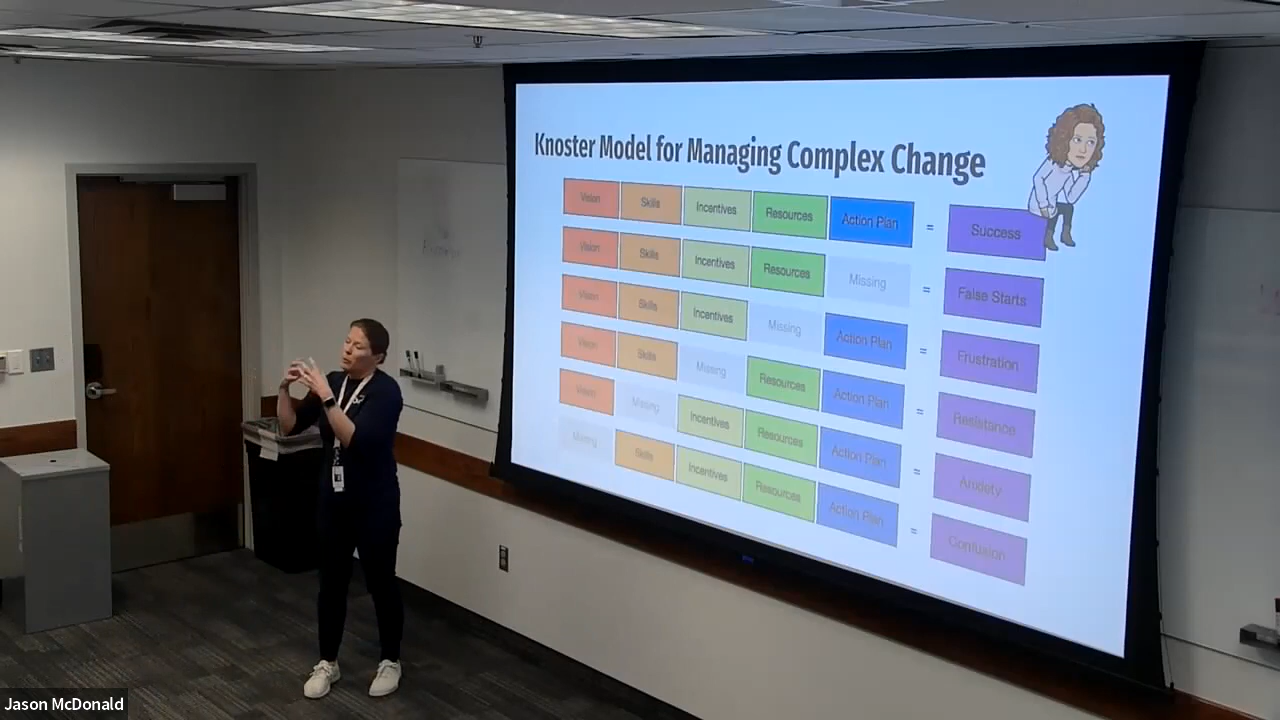 Knoster Model for Managing Complex Change
Vision Skills Incentives Resources Action Plan = Success
Vision Skills Incentives Resources Missing = False Starts
Vision Skills Incentives Missing Action Plan = Frustration
Vision Skills Missing Resources Action Plan = Resistance
Vision Missing Incentives Resources Action Plan = Anxiety
Missing Skills Incentives Resources Action Plan = Confusion
Jason McDonald